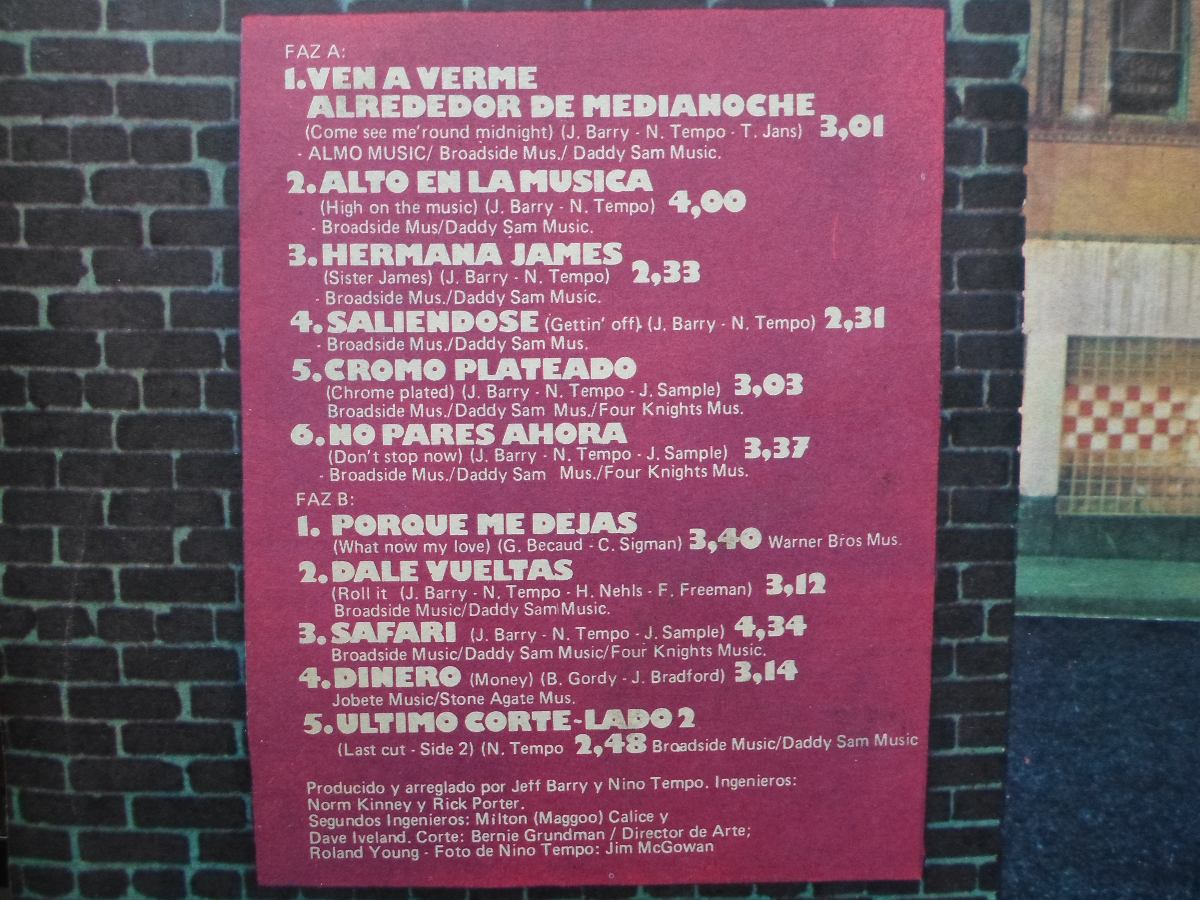 FAZ A:
1. VEN A VERME
ALREDEDOR DE MEDIANOCHE
(Come see me'round midnight) (J. Barry - N. Tempo - T. Jans) 3,01
- ALMO MUSIC/ Broadside Mus./ Daddy Sam Music.
2. ALTO EN LA MUSICA
(High on the music) (J. Barry - N. Tempo) 4,00
- Broadside Mus/Daddy Sam Music.
3. HERMANA JAMES
(Sister James) (J. Barry - N. Tempo) 2,33
- Broadside Mus./Daddy Sam Music.
4. SALIENDOSE (Gettin' off). (J. Barry - N. Tempo) 2,31
- Broadside Mus./Daddy Sam Mus.
5. CROMO PLATEADO
(Chrome plated) (J. Barry - N. Tempo - J. Sample) 3,03
Broadside Mus./Daddy Sam Mus./Four Knights Mus.
6. NO PARES AHORA
(Don't stop now) (J. Barry - N. Tempo - J. Sample) 3,37
- Broadside Mus./Daddy Sam Mus./Four Knights Mus.
FAZ B:
1. PORQUE ME DEJAS
(What now my love) (G. Becaud - C. Sigman) 3,40 Warner Bros Mus.
2. DALE VUELTAS
(Roll it (J. Barry - N. Tempo - H. Nehls - F. Freeman) 3,12
Broadside Music/Daddy Sam Music.
3. SAFARI (J. Barry - N. Tempo - J. Sample) 4,34
Broadside Music/Daddy Sam Music/Four Knights Music.
4. DINERO (Money) (B. Gordy - J. Bradford) 3,14
Jobete Music/Stone Agate Mus.
5. ULTIMO CORTE-LADO 2
(Last cut - Side 2) (N. Tempo 2,48 Broadside Music/Daddy Sam Music
Producido y arreglado por Jeff Barry y Nino Tempo. Ingenieros:
Norm Kinney y Rick Porter.
Segundos Ingenieros: Milton (Maggoo) Calice y
Dave Iveland. Corte: Bernie Grundman / Director de Arte;
Roland Young - Foto de Nino Tempo: Jim McGowan